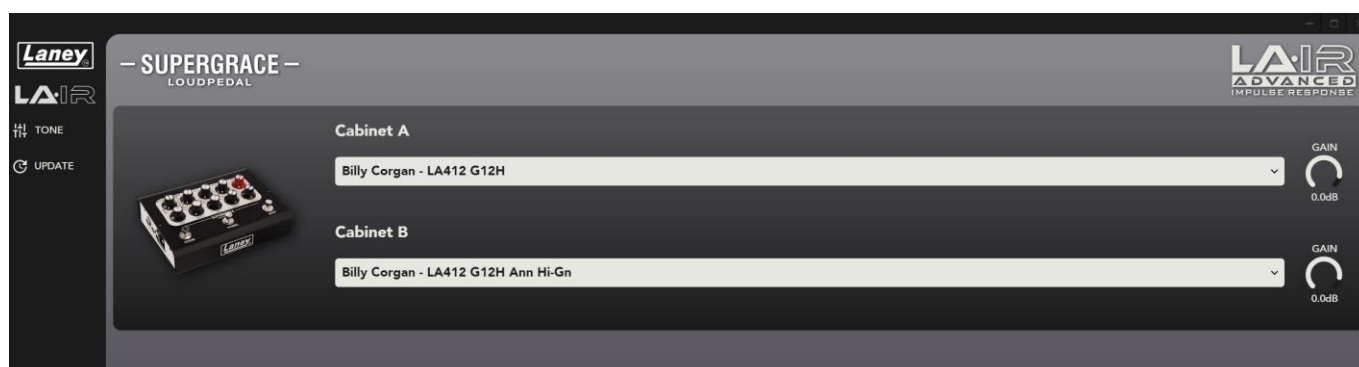 Laney
LA·IR
TONE
UPDATE
– SUPERGRACE –
LOUDPEDAL
LA·IR
ADVANCED
IMPULSE RESPONSE
Cabinet A
Billy Corgan - LA412 G12H
GAIN
0.0dB
Cabinet B
Billy Corgan - LA412 G12H Ann Hi-Gn
GAIN
0.0dB
Laney